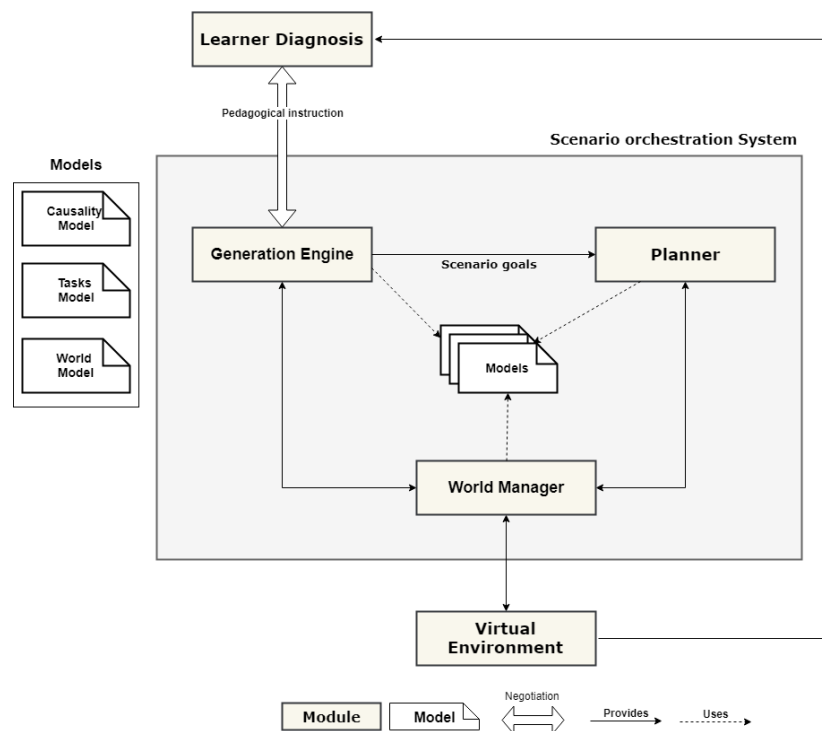 Learner Diagnosis
Pedagogical instruction
Scenario orchestration System
Models
Causality
Model
Tasks
Model
World
Model
Generation Engine
Scenario goals
Planner
Models
World Manager
Virtual
Environment
Module
Model
Negotiation
Provides
Uses